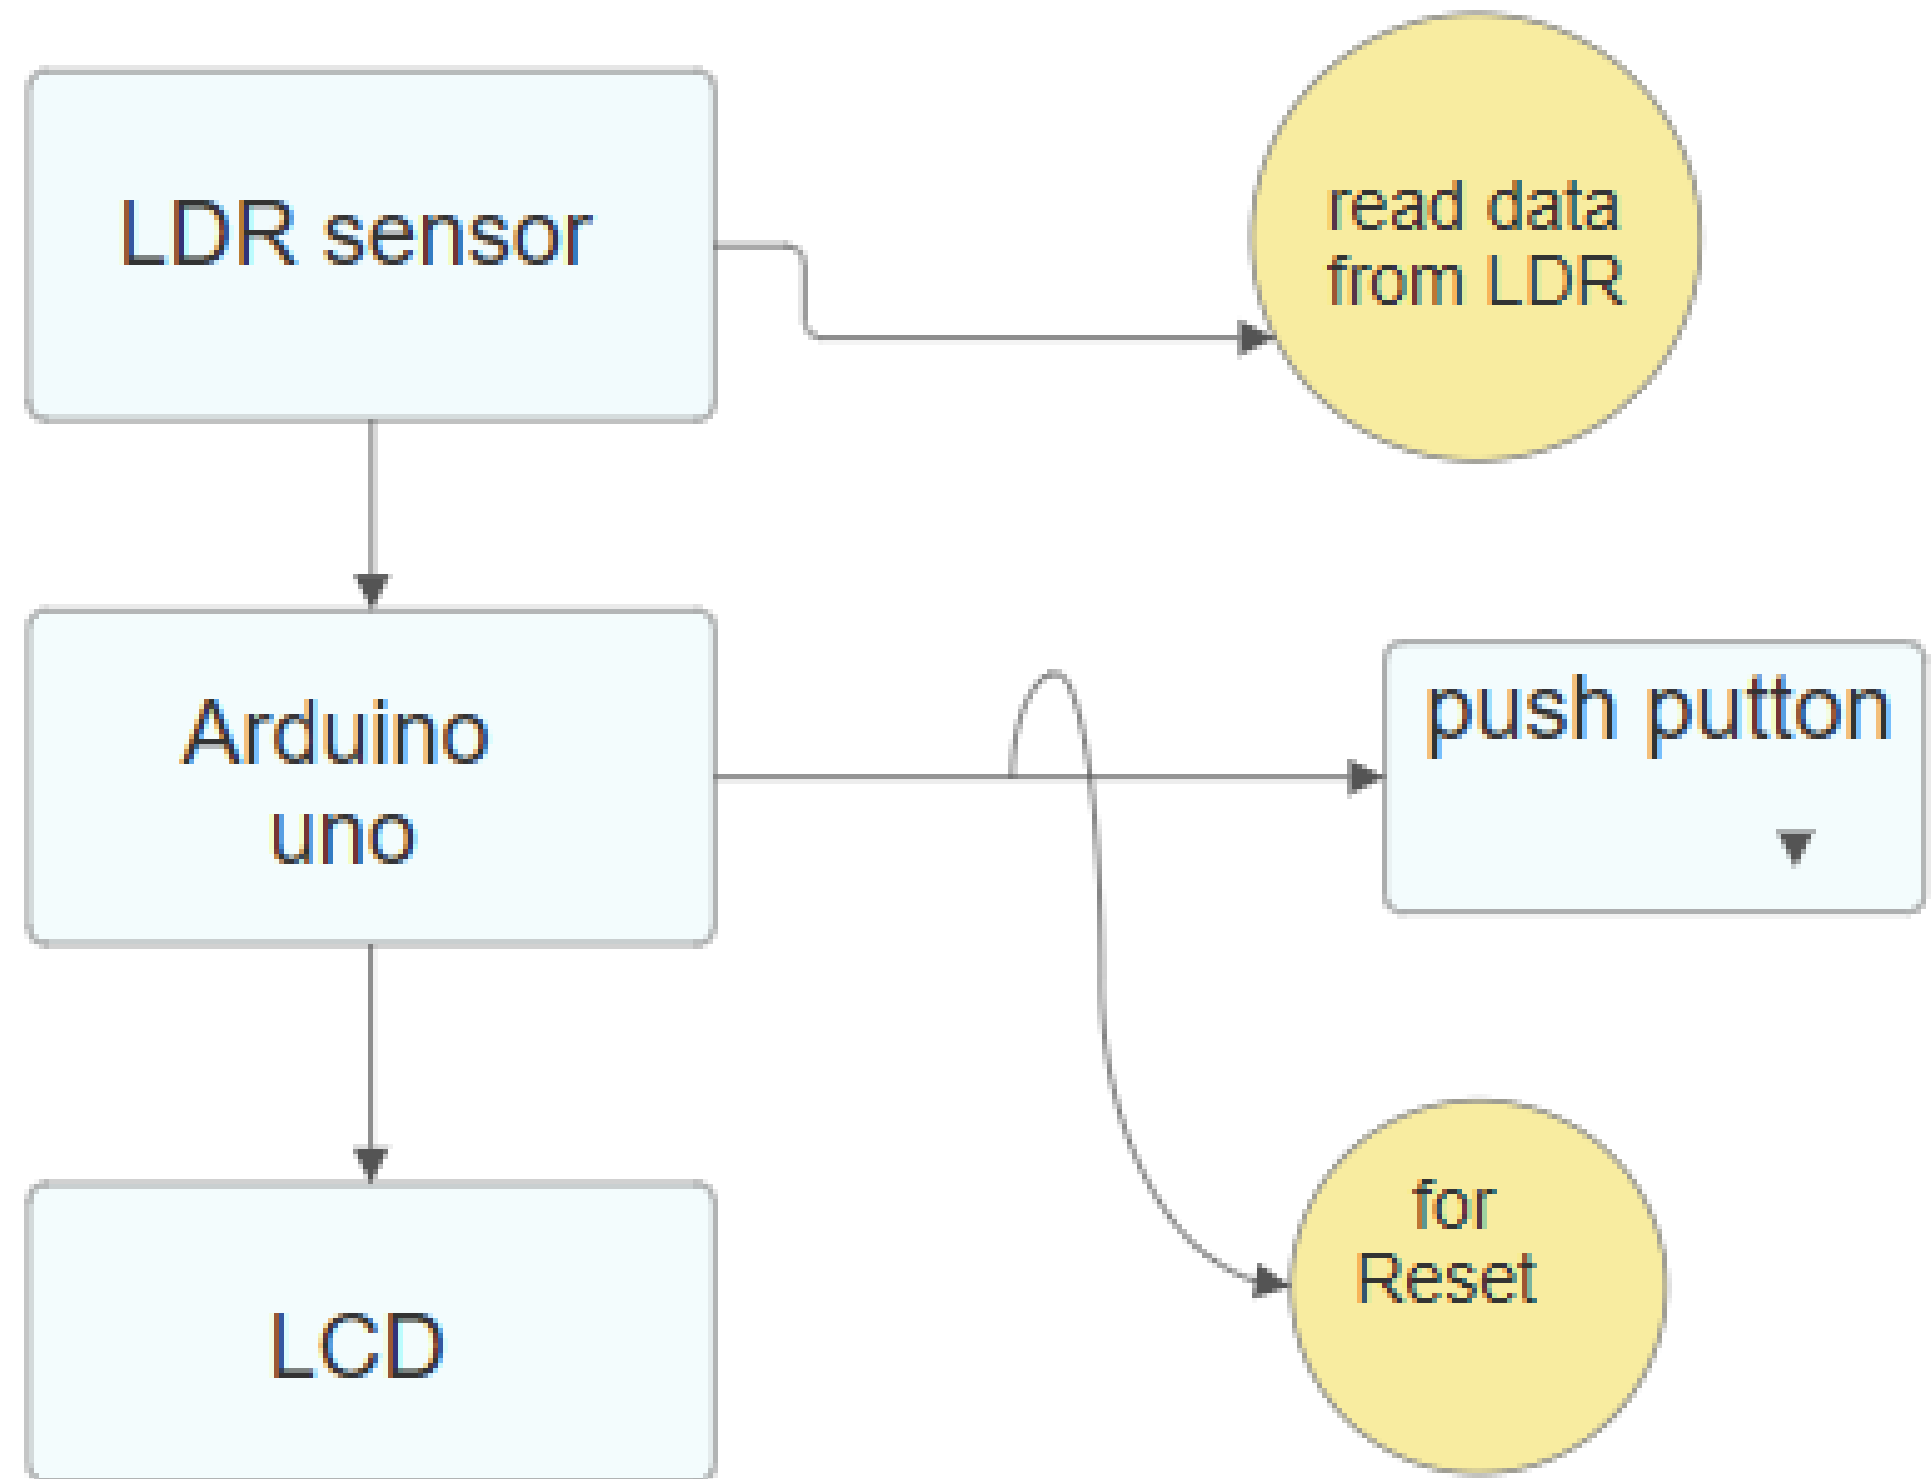 LDR sensor
read data
from LDR
Arduino
uno
push putton
LCD
for
Reset